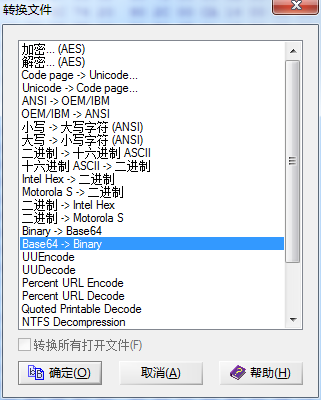 转换文件
加密... (AES)
解密... (AES)
Code page -> Unicode...
Unicode -> Code page...
ANSI -> OEM/IBM
OEM/IBM -> ANSI
小写 -> 大写字符 (ANSI)
大写 -> 小写字符 (ANSI)
二进制 -> 十六进制 ASCII
十六进制 ASCII -> 二进制
Intel Hex -> 二进制
Motorola S -> 二进制
二进制 -> Intel Hex
二进制 -> Motorola S
Binary -> Base64
Base64 -> Binary
UUEncode
UUDecode
Percent URL Encode
Percent URL Decode
Quoted Printable Decode
NTFS Decompression
转换所有打开文件(F)
确定(O) 取消(A) 帮助(H)